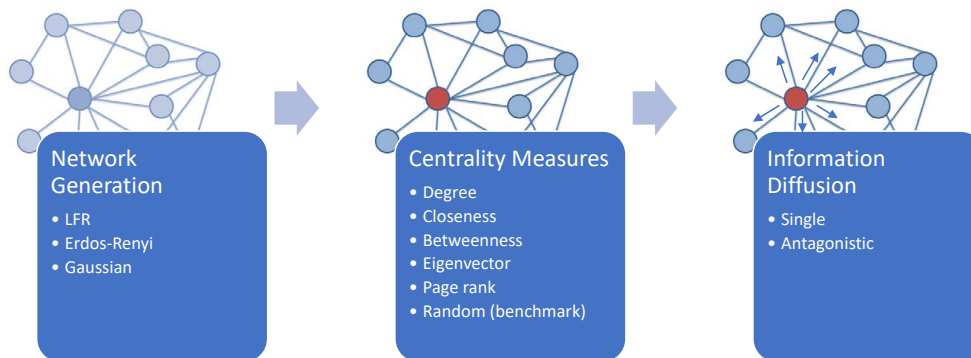 Network
Generation
• LFR
• Erdos-Renyi
• Gaussian
Centrality Measures
• Degree
• Closeness
• Betweenness
• Eigenvector
• Page rank
• Random (benchmark)
Information
Diffusion
• Single
• Antagonistic